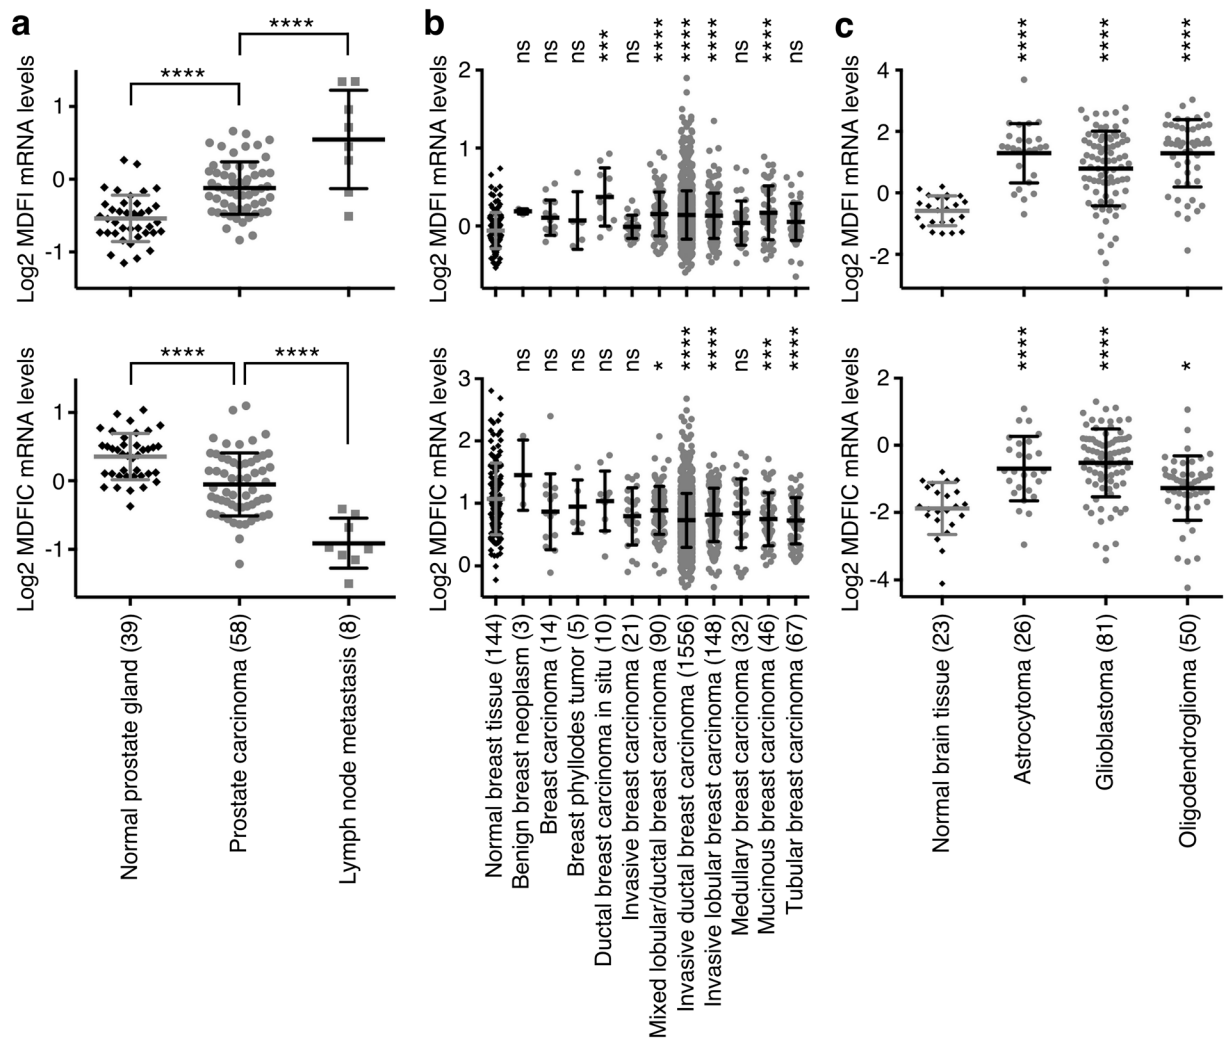 a
Log2 MDFI mRNA levels
1
0
-1
****
****
Log2 MDFIC mRNA levels
1
0
-1
****
****
Normal prostate gland (39)
Prostate carcinoma (58)
Lymph node metastasis (8)
b
Log2 MDFI mRNA levels
2
1
0
ns
ns
ns
***
ns
****
****
****
ns
****
ns
Log2 MDFIC mRNA levels
3
2
1
0
ns
ns
ns
ns
ns
*
****
****
ns
***
****
Normal breast tissue (144)
Benign breast neoplasm (3)
Breast carcinoma (14)
Breast phyllodes tumor (5)
Ductal breast carcinoma in situ (10)
Invasive breast carcinoma (21)
Mixed lobular/ductal breast carcinoma (90)
Invasive ductal breast carcinoma (1556)
Invasive lobular breast carcinoma (148)
Medullary breast carcinoma (32)
Mucinous breast carcinoma (46)
Tubular breast carcinoma (67)
c
Log2 MDFI mRNA levels
4
2
0
-2
****
****
****
Log2 MDFIC mRNA levels
2
0
-2
-4
****
****
*
Normal brain tissue (23)
Astrocytoma (26)
Glioblastoma (81)
Oligodendroglioma (50)